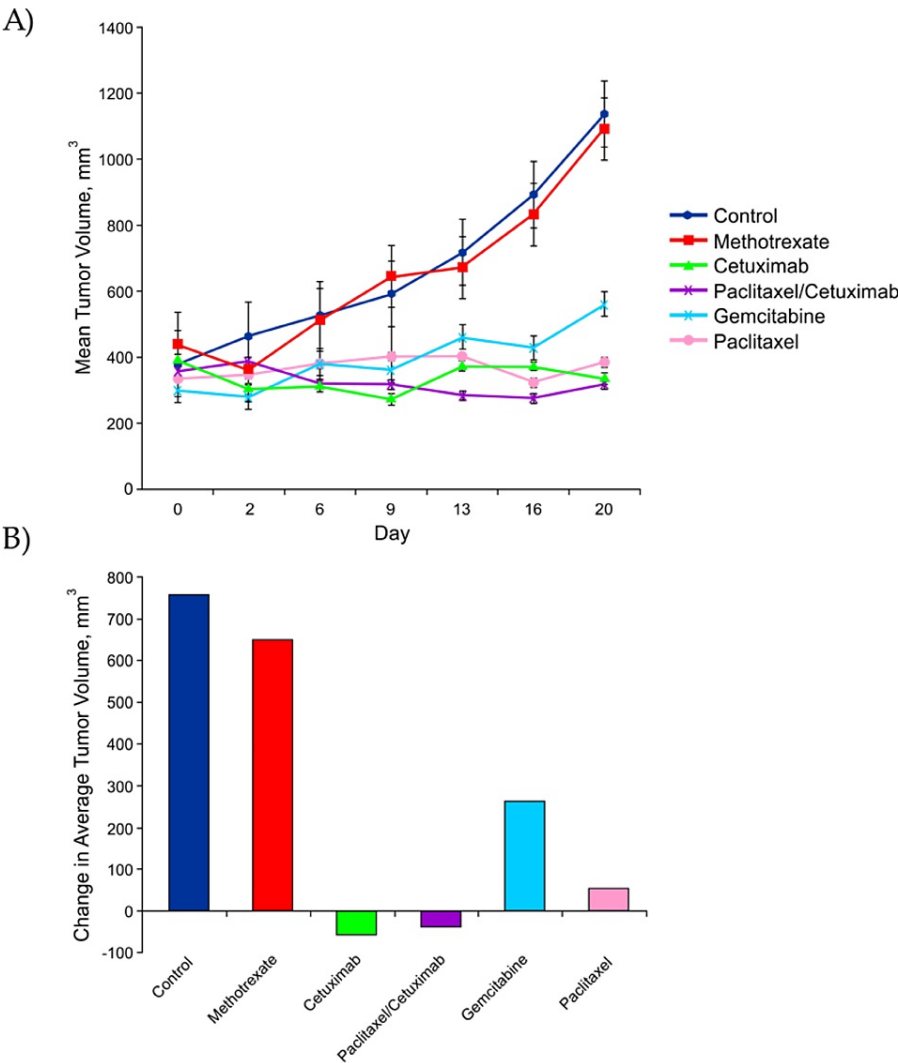 A)
Mean Tumor Volume, mm3
1400
1200
1000
800
600
400
200
0
0 2 6 9 13 16 20
Day
Control
Methotrexate
Cetuximab
Paclitaxel/Cetuximab
Gemcitabine
Paclitaxel
B)
Change in Average Tumor Volume, mm3
800
700
600
500
400
300
200
100
0
-100
Control
Methotrexate
Cetuximab
Paclitaxel/Cetuximab
Gemcitabine
Paclitaxel